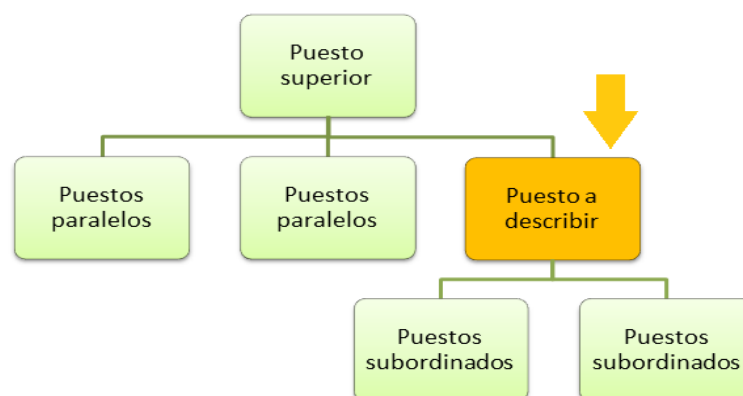 Puesto
superior
Puestos
paralelos
Puestos
paralelos
Puesto a
describir
Puestos
subordinados
Puestos
subordinados